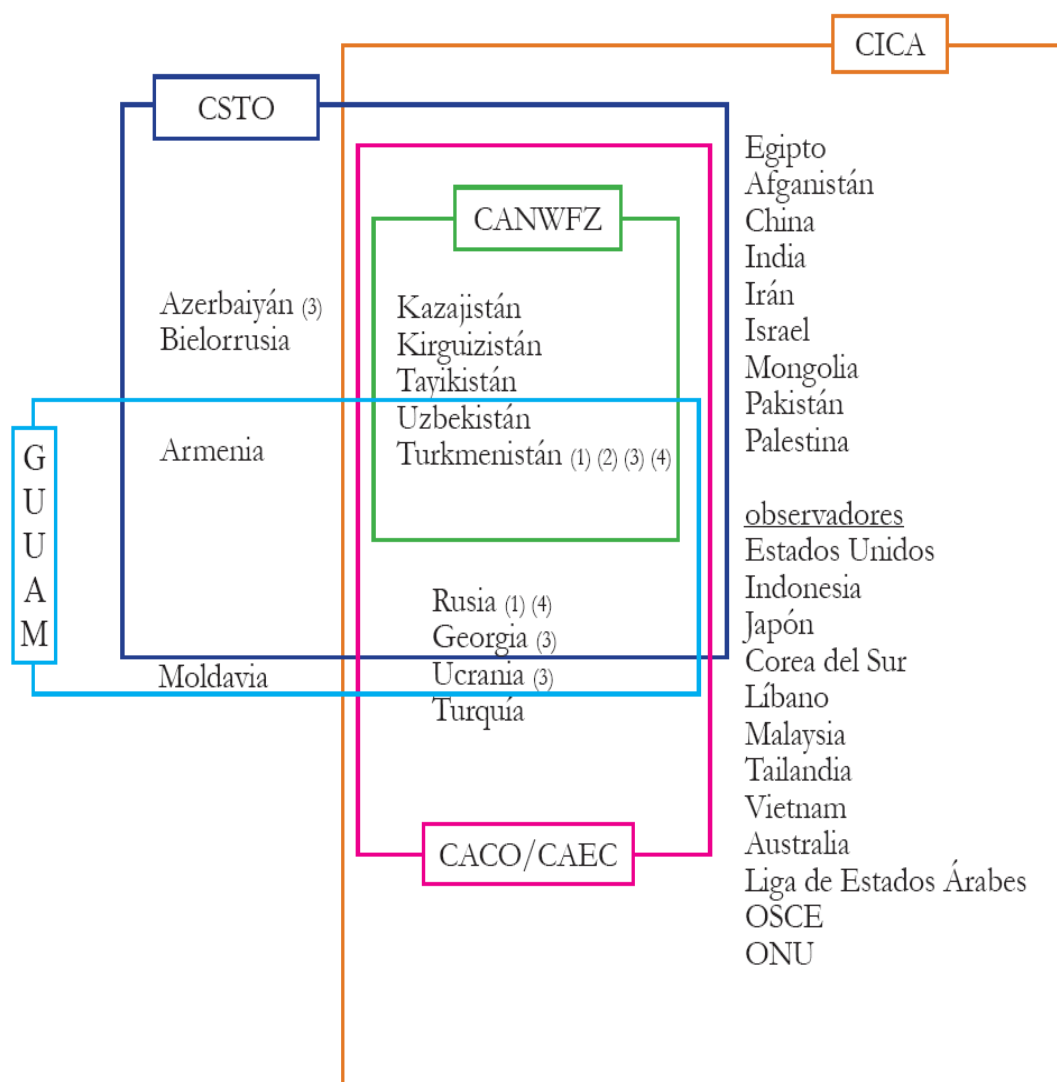 CICA
CSTO
CANWFZ
Azerbaiyán (3)
Bielorrusia
Armenia
Moldavia
G
U
U
A
M
Kazajistán
Kirguizistán
Tayikistán
Uzbekistán
Turkmenistán (1) (2) (3) (4)
Rusia (1) (4)
Georgia (3)
Ucrania (3)
Turquía
CACO/CAEC
Egipto
Afganistán
China
India
Irán
Israel
Mongolia
Pakistán
Palestina
observadores
Estados Unidos
Indonesia
Japón
Corea del Sur
Líbano
Malaysia
Tailandia
Vietnam
Australia
Liga de Estados Árabes
OSCE
ONU